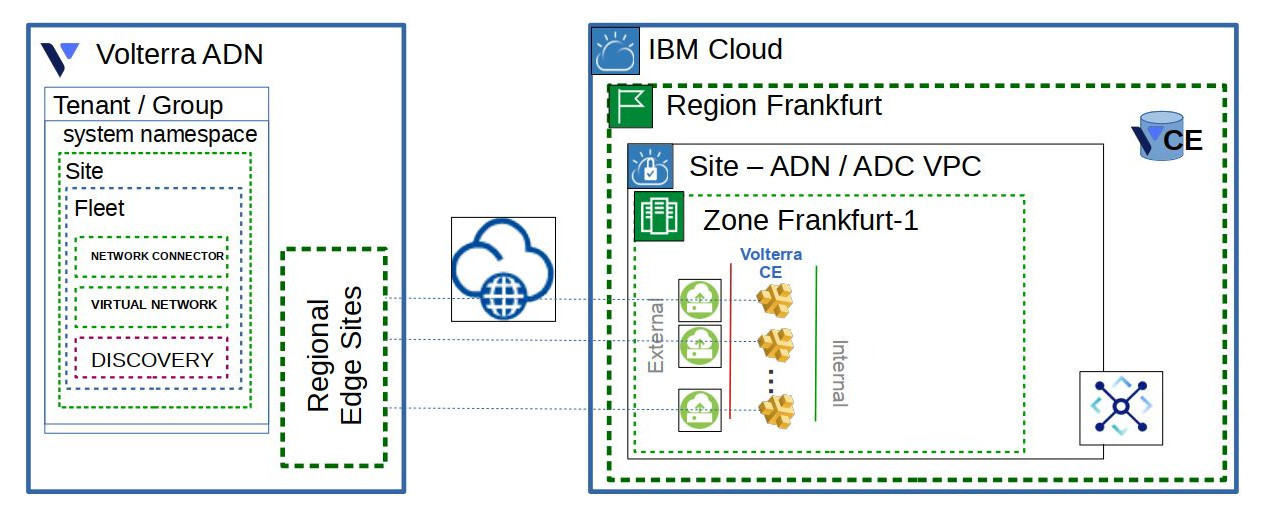 Volterra ADN
Tenant / Group
system namespace
Site
Fleet
NETWORK CONNECTOR
VIRTUAL NETWORK
DISCOVERY
Regional
Edge Sites
IBM Cloud
Region Frankfurt
CE
Site – ADN / ADC VPC
Zone Frankfurt-1
Volterra
CE
External
Internal